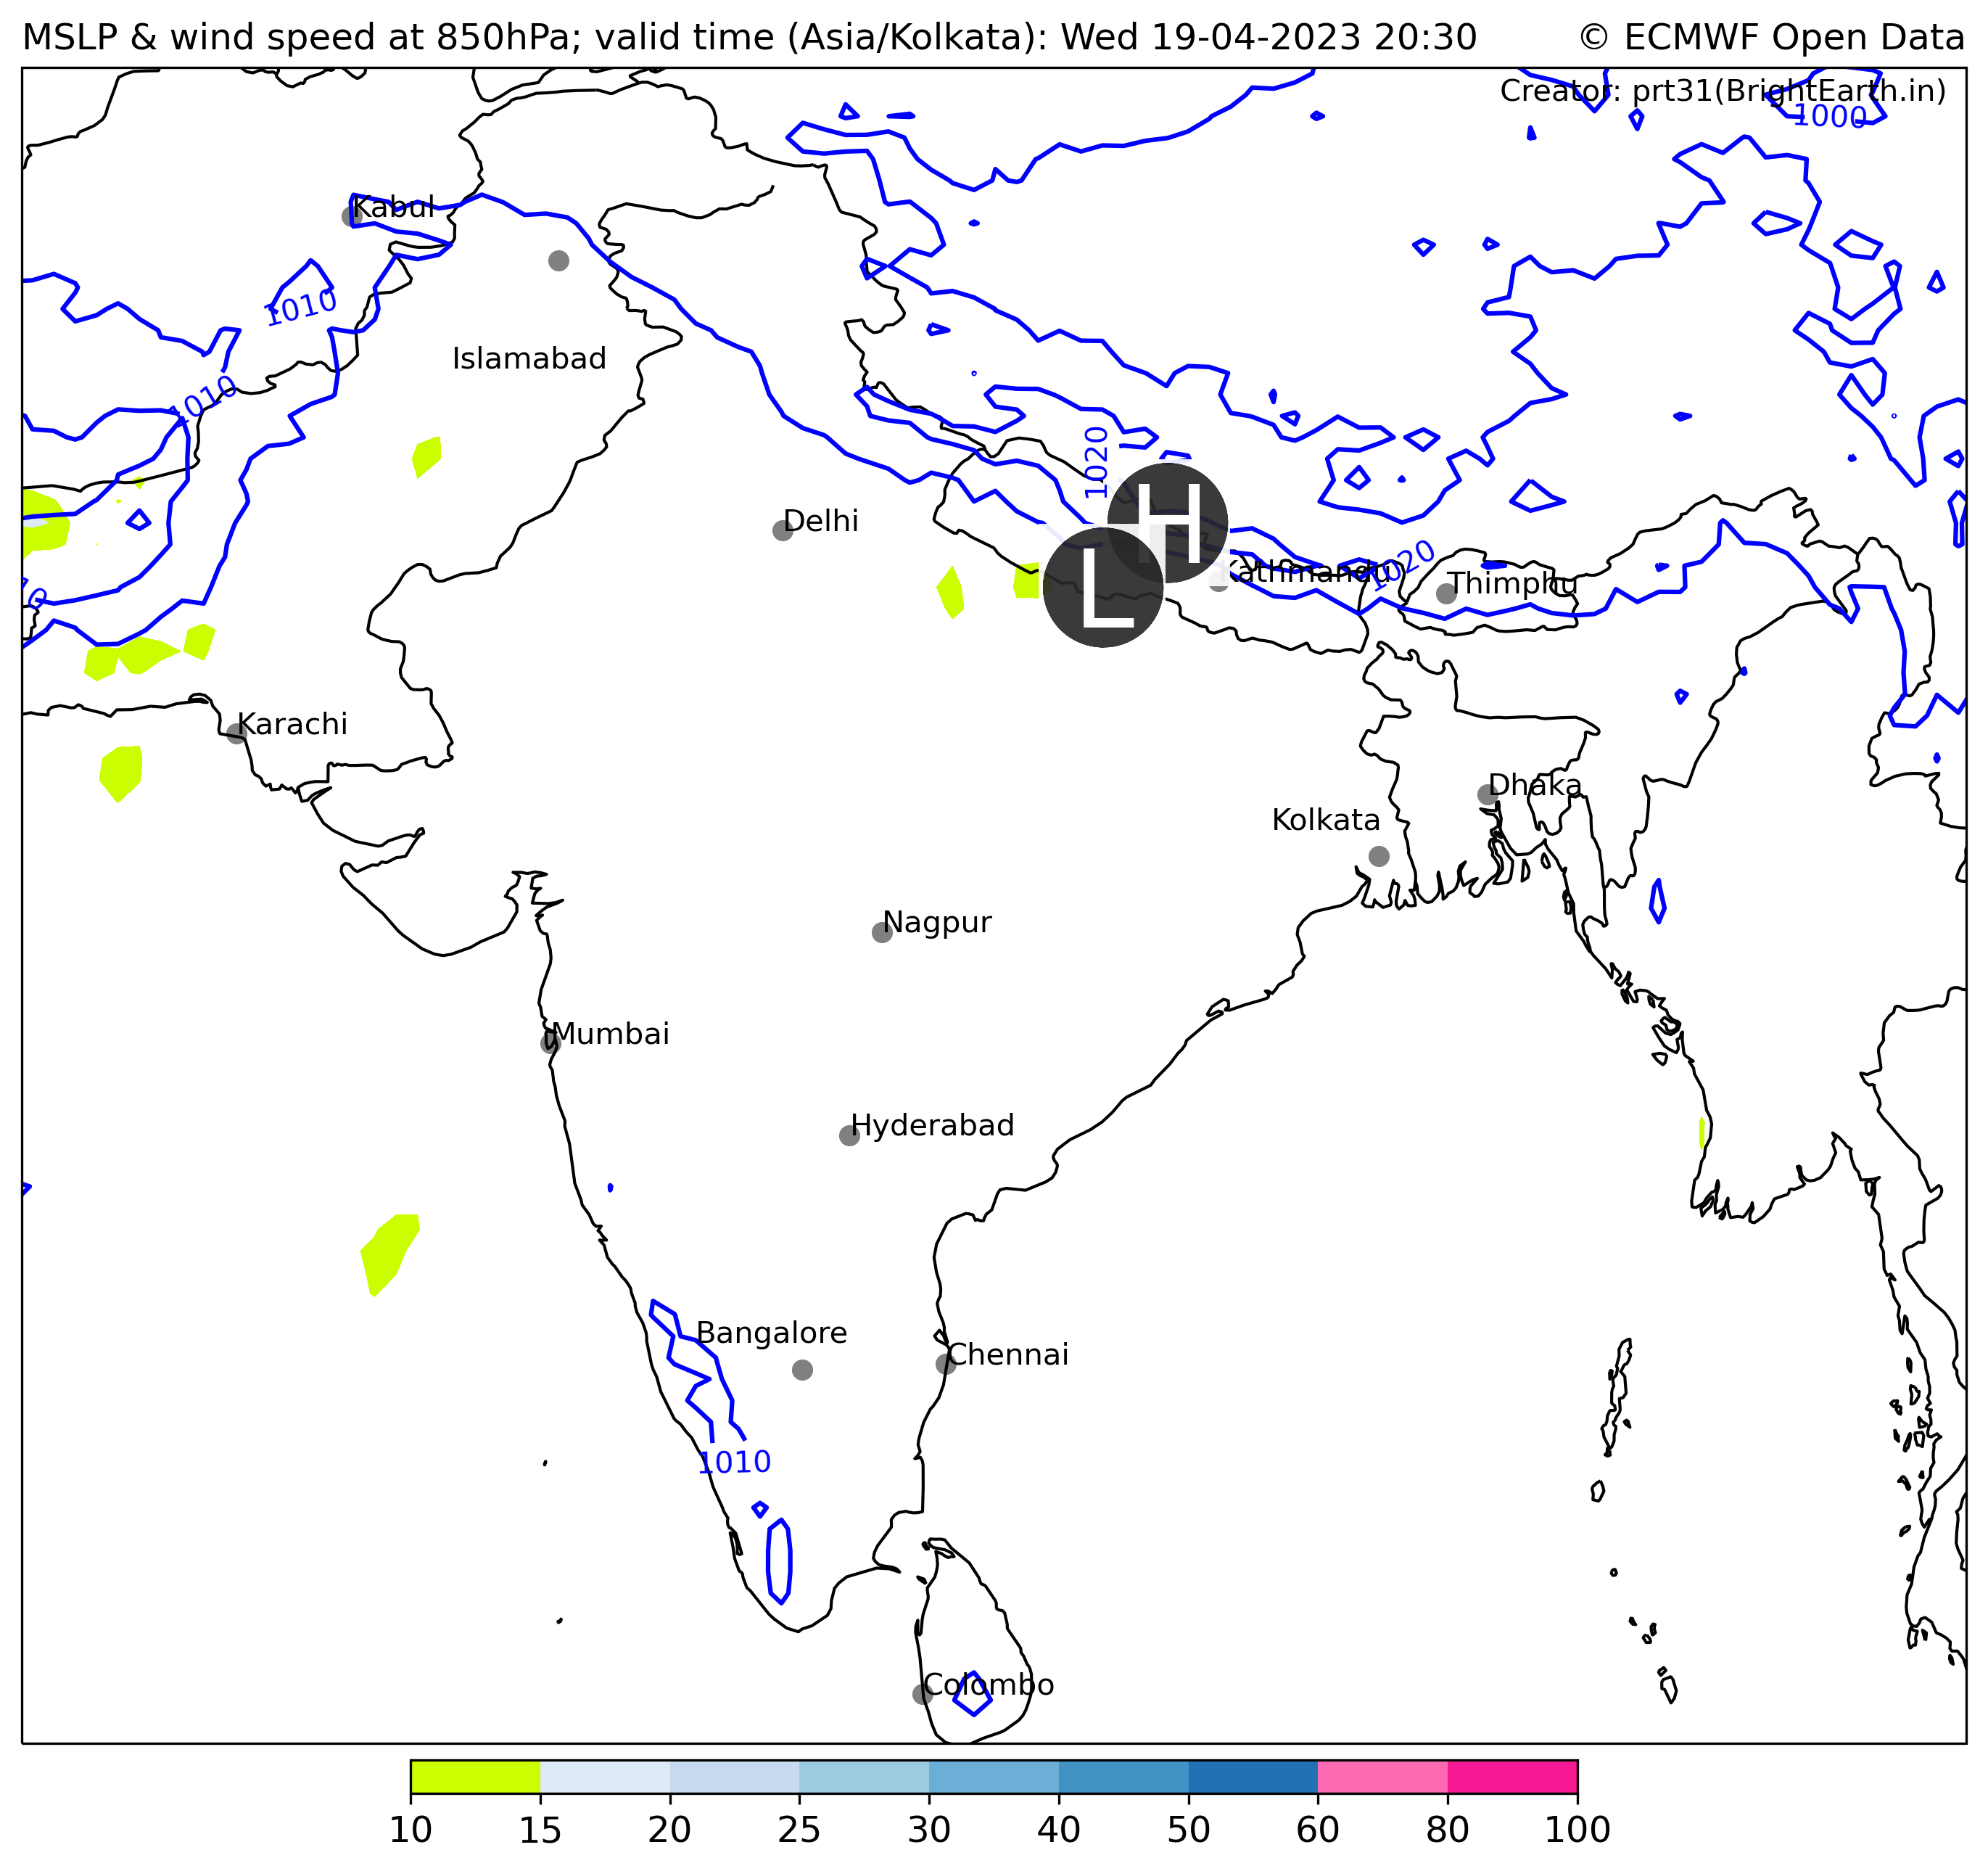 MSLP & wind speed at 850hPa; valid time (Asia/Kolkata): Wed 19-04-2023 20:30
© ECMWF Open Data
Creator: prt31(BrightEarth.in)
1000
Kabul
1010
Islamabad
1010
1020
H
Delhi
1020
Kathmandu
Thimphu
L
10
Karachi
Dhaka
Kolkata
Nagpur
Mumbai
Hyderabad
Bangalore
Chennai
1010
Colombo
10 15 20 25 30 40 50 60 80 100